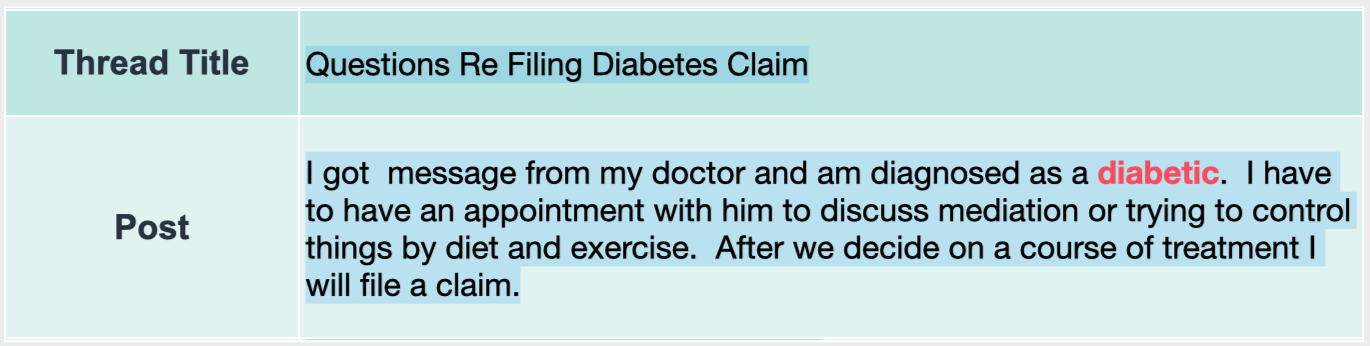 Thread Title
Questions Re Filing Diabetes Claim
Post
I got  message from my doctor and am diagnosed as a diabetic.  I have
to have an appointment with him to discuss mediation or trying to control
things by diet and exercise.  After we decide on a course of treatment I
will file a claim.